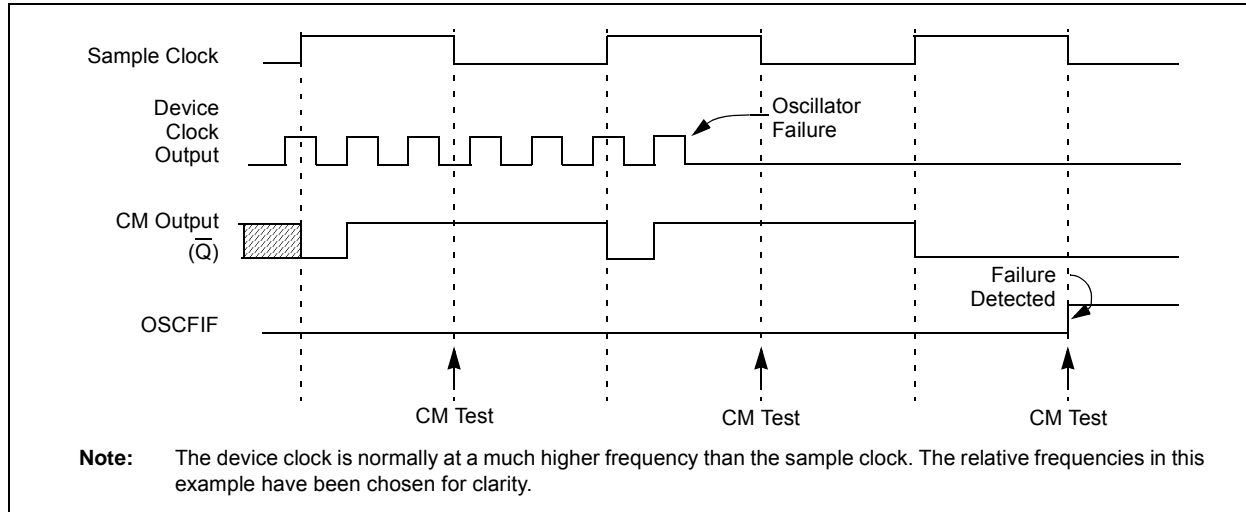 Sample Clock
Device
Clock
Output
Oscillator
Failure
CM Output
(Q̅)
Failure
Detected
OSCFIF
CM Test
CM Test
CM Test
Note: The device clock is normally at a much higher frequency than the sample clock. The relative frequencies in this
example have been chosen for clarity.